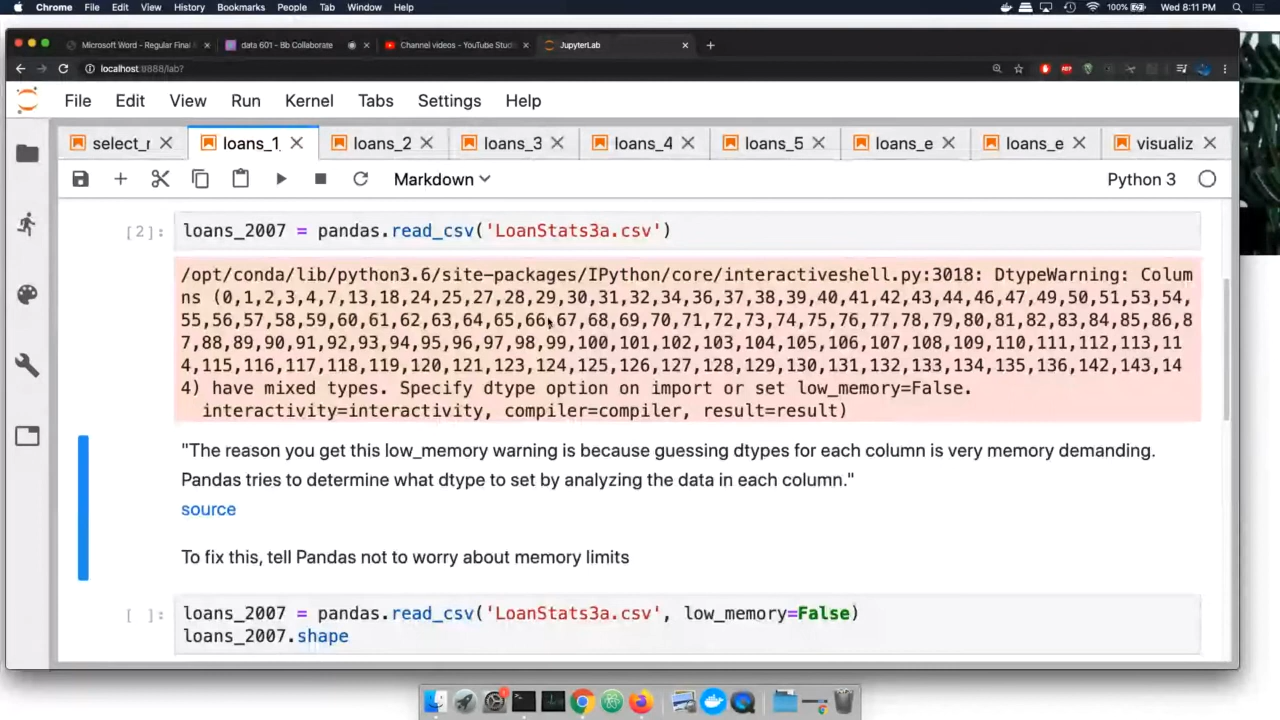 Chrome File Edit View History Bookmarks People Tab Window Help 100% Wed 8:11 PM
Microsoft Word - Regular Final data 601 - Bb Collaborate Channel videos - YouTube Stud JupyterLab
localhost:8888/lab?
File Edit View Run Kernel Tabs Settings Help
select_r loans_1 loans_2 loans_3 loans_4 loans_5 loans_e loans_e visualiz
Markdown Python 3
[2]: loans_2007 = pandas.read_csv('LoanStats3a.csv')
/opt/conda/lib/python3.6/site-packages/IPython/core/interactiveshell.py:3018: DtypeWarning: Colum
ns (0,1,2,3,4,7,13,18,24,25,27,28,29,30,31,32,34,36,37,38,39,40,41,42,43,44,46,47,49,50,51,53,54,
55,56,57,58,59,60,61,62,63,64,65,66,67,68,69,70,71,72,73,74,75,76,77,78,79,80,81,82,83,84,85,86,8
7,88,89,90,91,92,93,94,95,96,97,98,99,100,101,102,103,104,105,106,107,108,109,110,111,112,113,11
4,115,116,117,118,119,120,121,123,124,125,126,127,128,129,130,131,132,133,134,135,136,142,143,14
4) have mixed types. Specify dtype option on import or set low_memory=False.
interactivity=interactivity, compiler=compiler, result=result)
"The reason you get this low_memory warning is because guessing dtypes for each column is very memory demanding.
Pandas tries to determine what dtype to set by analyzing the data in each column."
source
To fix this, tell Pandas not to worry about memory limits
[ ]: loans_2007 = pandas.read_csv('LoanStats3a.csv', low_memory=False)
loans_2007.shape